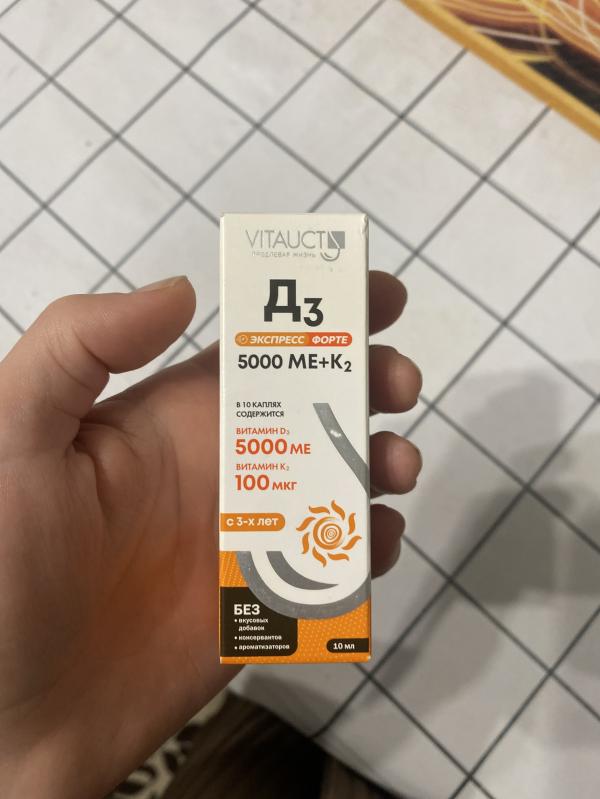 VITAUCT
ПРОДЛЕВАЯ ЖИЗНЬ
Д3
ЭКСПРЕСС ФОРТЕ
5000 МЕ+К2
В 10 КАПЛЯХ
СОДЕРЖИТСЯ
ВИТАМИН D3
5000 МЕ
ВИТАМИН К2
100 МКГ
с 3-х лет
БЕЗ
• вкусовых
добавок
• консервантов
• ароматизаторов
10 мл